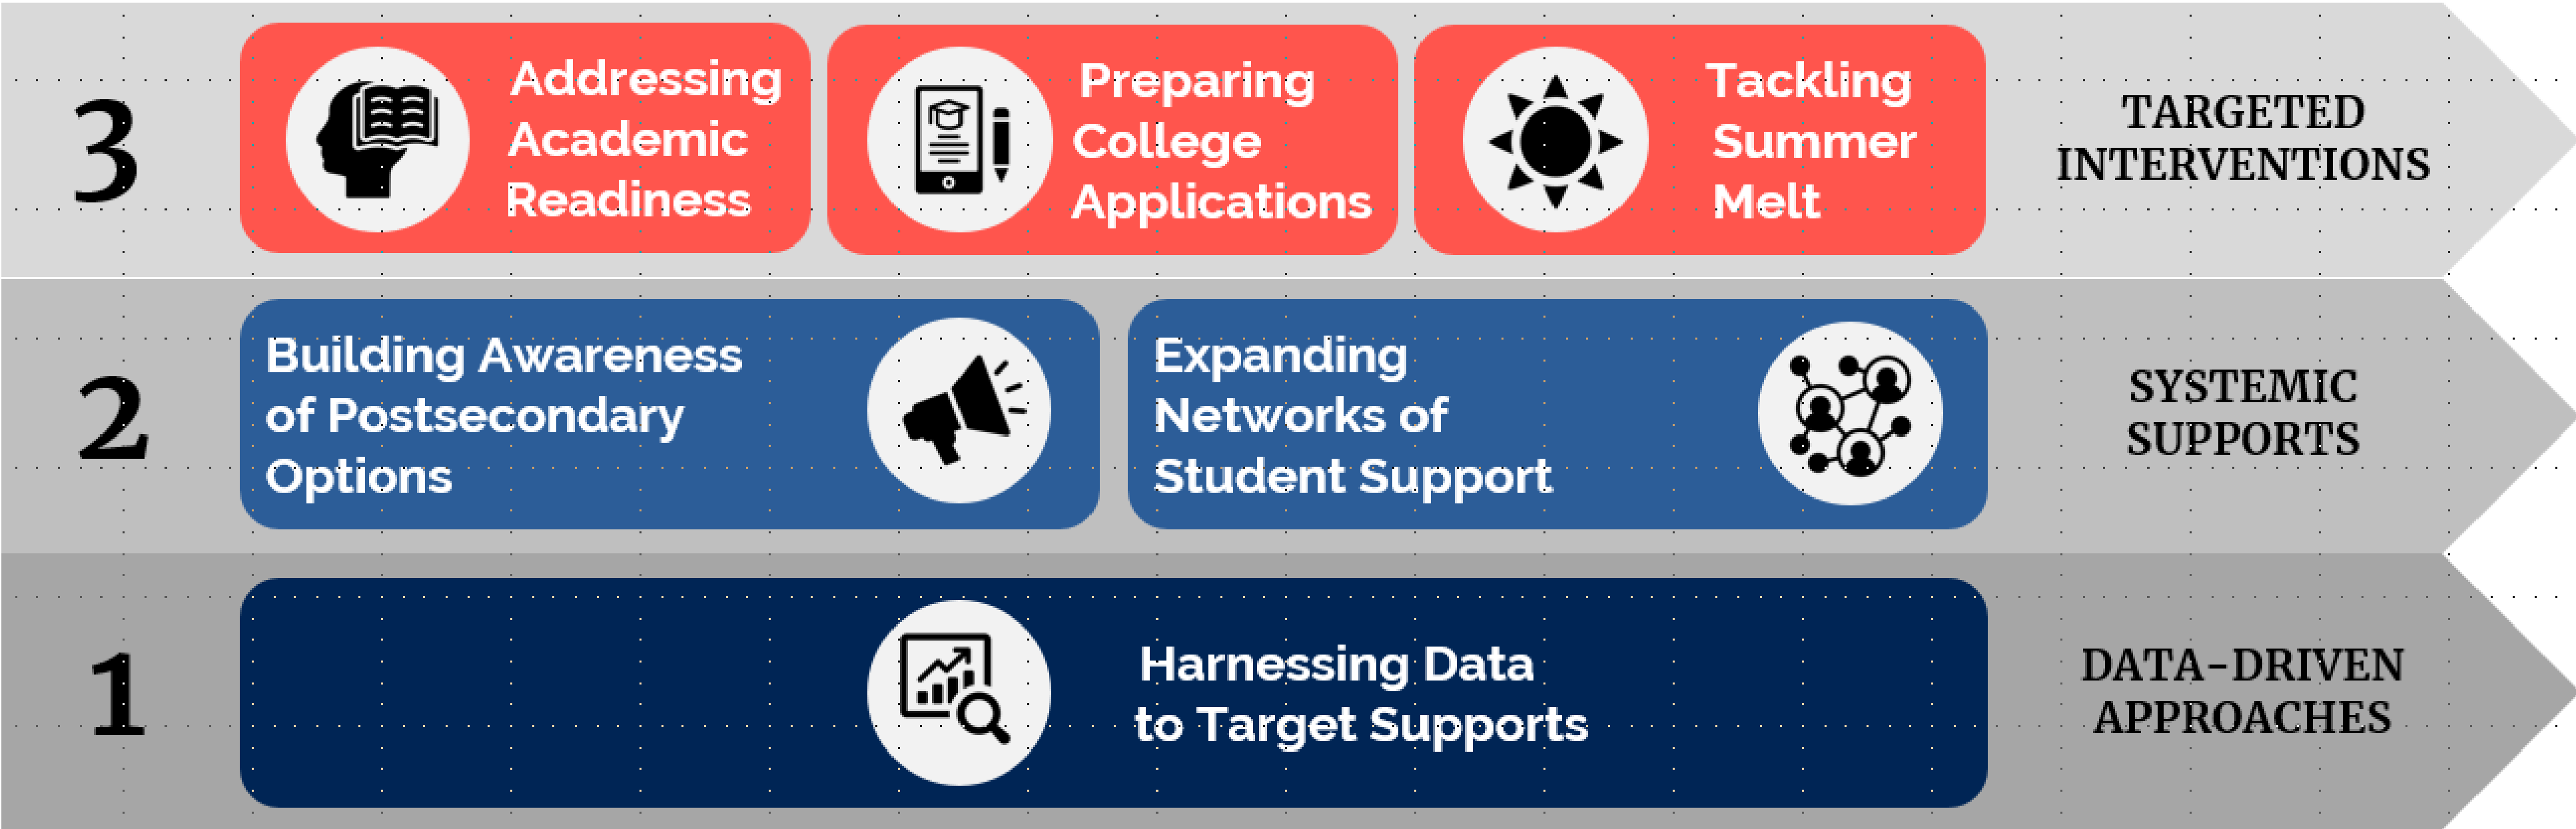 3
Addressing
Academic
Readiness
Preparing
College
Applications
Tackling
Summer
Melt
TARGETED
INTERVENTIONS
2
Building Awareness
of Postsecondary
Options
Expanding
Networks of
Student Support
SYSTEMIC
SUPPORTS
1
Harnessing Data
to Target Supports
DATA-DRIVEN
APPROACHES